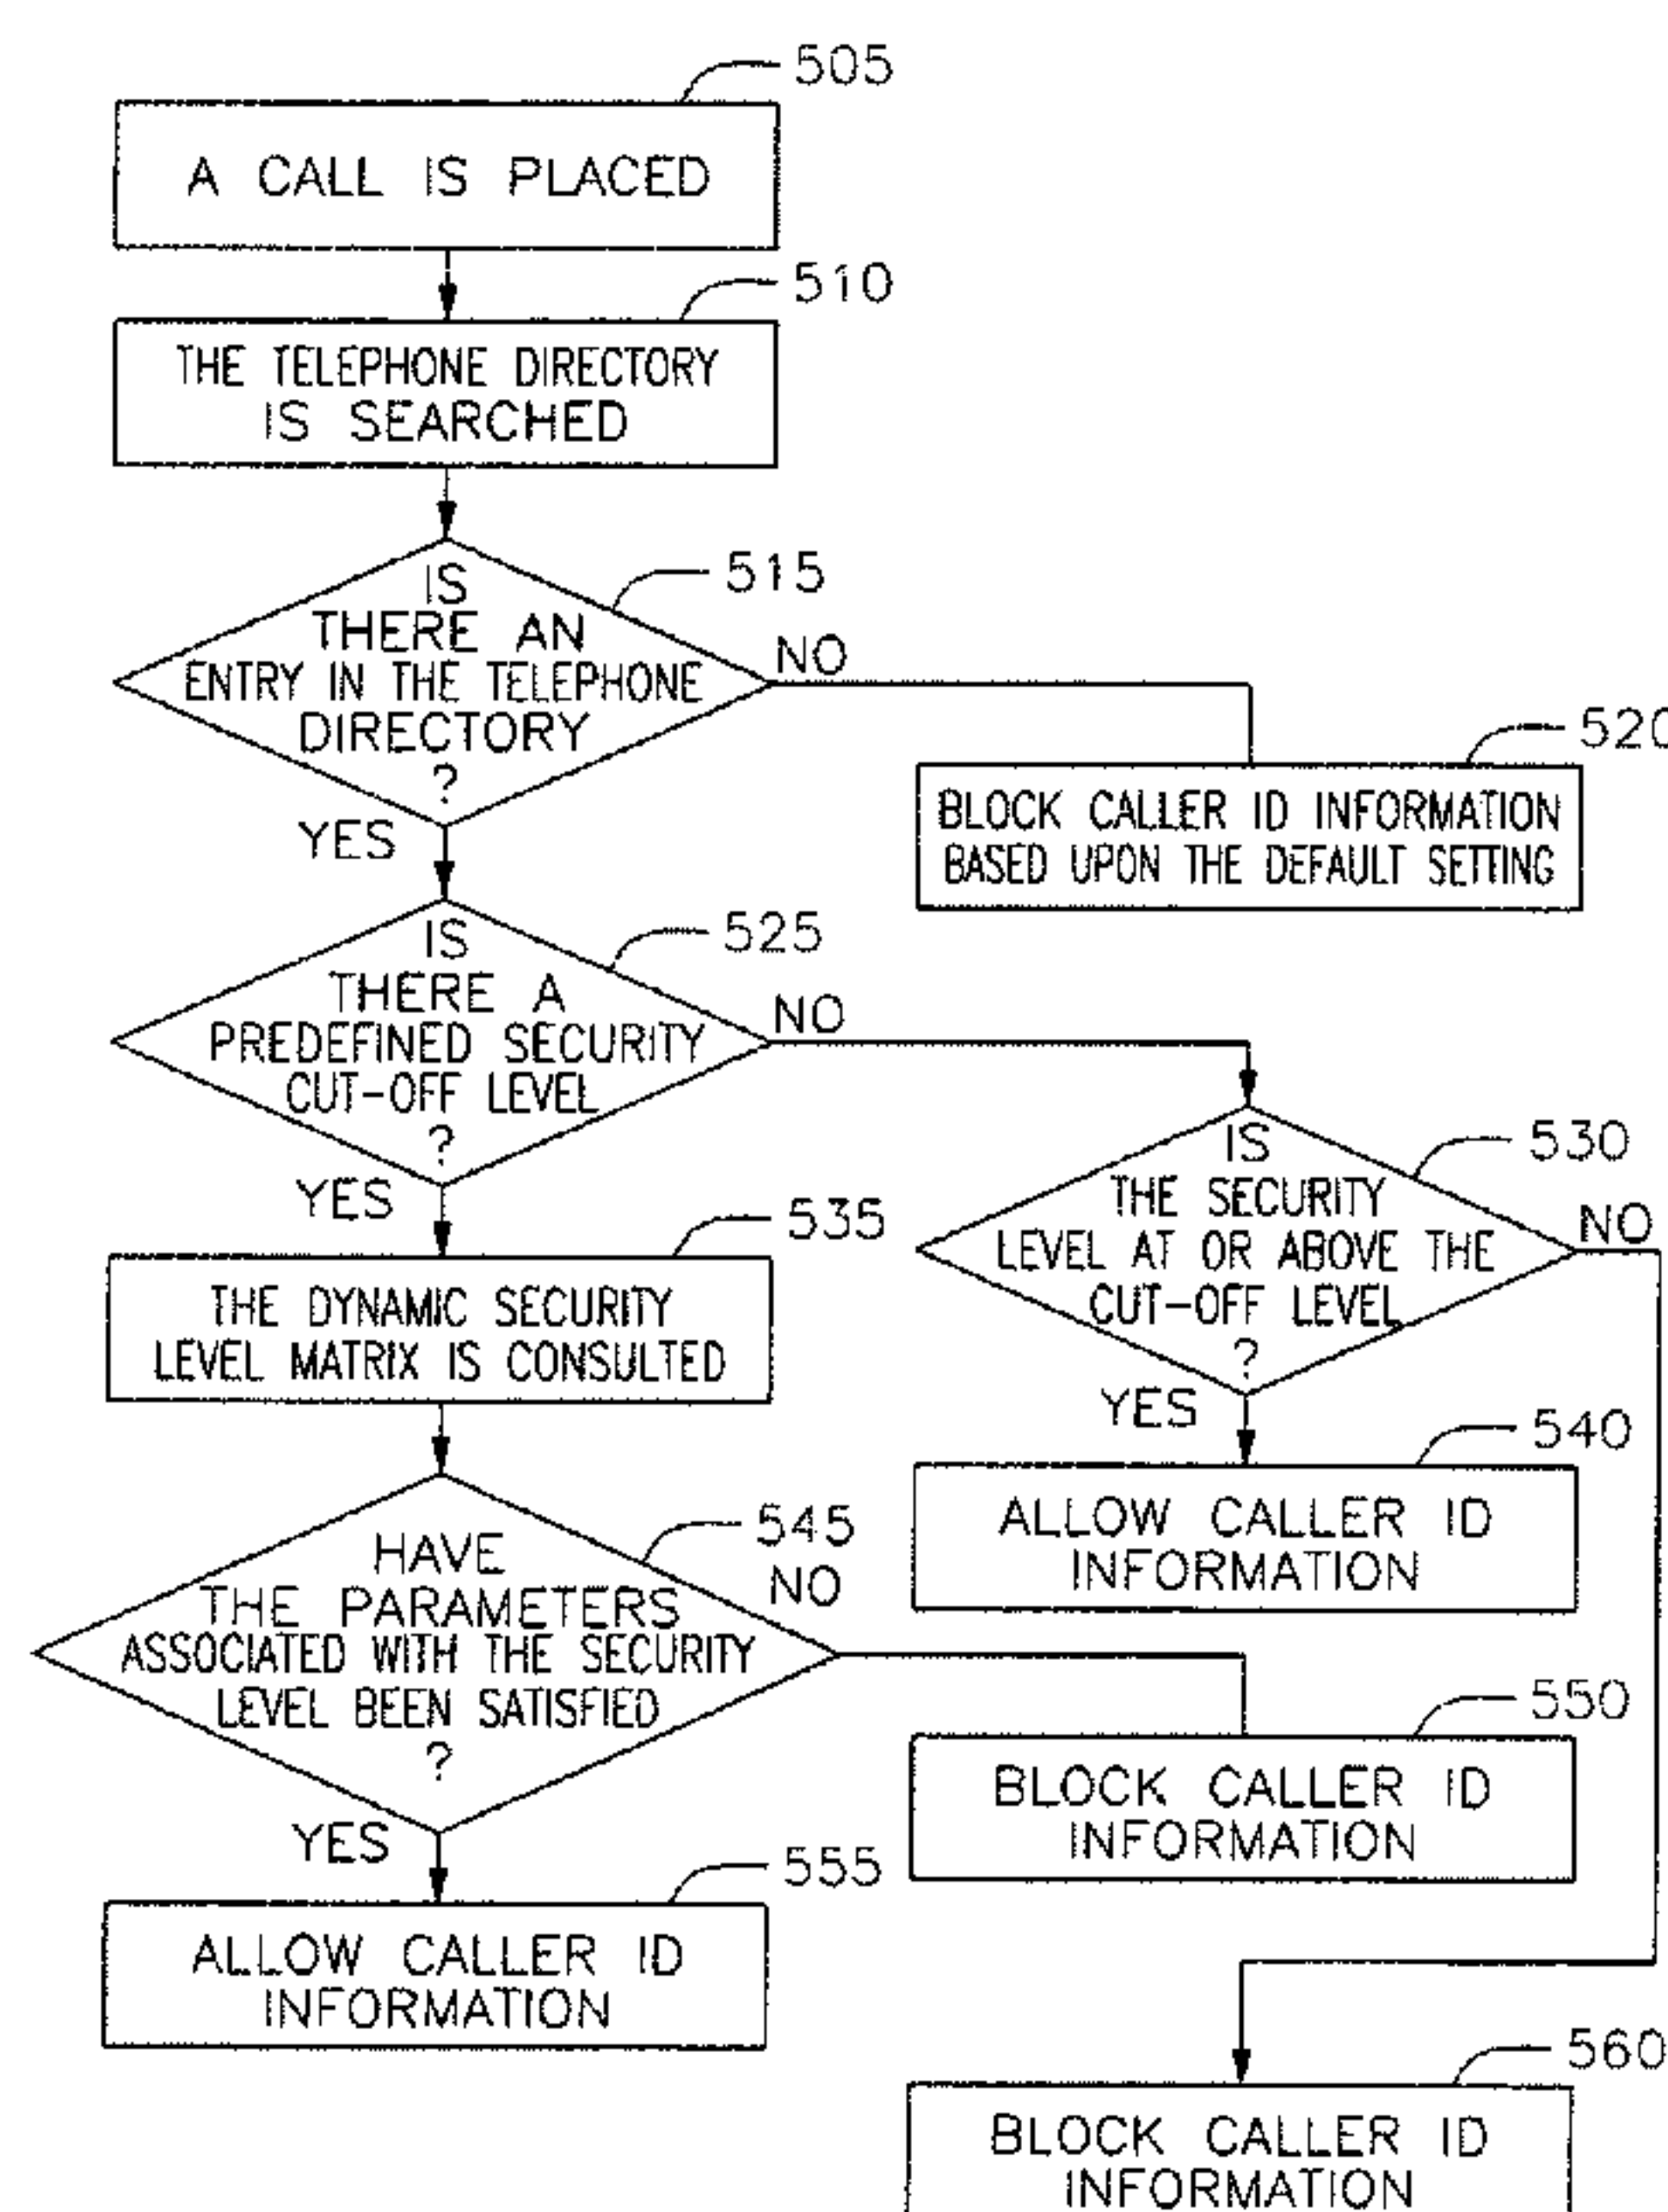 505
A CALL IS PLACED
510
THE TELEPHONE DIRECTORY
IS SEARCHED
515
IS
THERE AN
ENTRY IN THE TELEPHONE
DIRECTORY
?
NO
YES
520
BLOCK CALLER ID INFORMATION
BASED UPON THE DEFAULT SETTING
525
IS
THERE A
PREDEFINED SECURITY
CUT-OFF LEVEL
?
NO
YES
530
IS
THE SECURITY
LEVEL AT OR ABOVE THE
CUT-OFF LEVEL
?
NO
YES
535
THE DYNAMIC SECURITY
LEVEL MATRIX IS CONSULTED
540
ALLOW CALLER ID
INFORMATION
545
HAVE
THE PARAMETERS
ASSOCIATED WITH THE SECURITY
LEVEL BEEN SATISFIED
?
NO
YES
550
BLOCK CALLER ID
INFORMATION
555
ALLOW CALLER ID
INFORMATION
560
BLOCK CALLER ID
INFORMATION